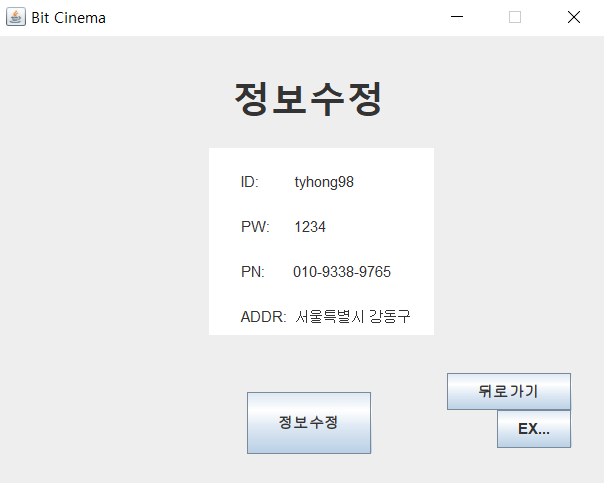 Bit Cinema
정보수정
ID: tyhong98
PW: 1234
PN: 010-9338-9765
ADDR: 서울특별시 강동구
뒤로가기
정보수정
EX...